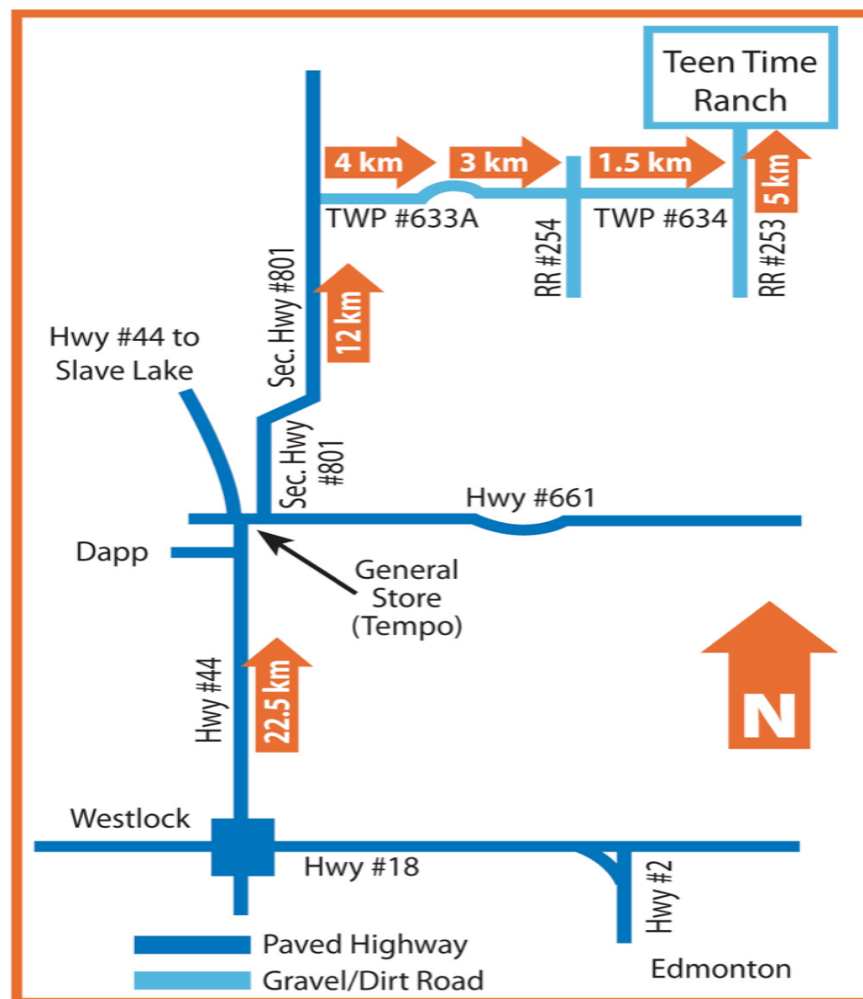 Teen Time
Ranch
4 km
3 km
1.5 km
5 km
TWP #633A
TWP #634
RR #254
RR #253
Sec. Hwy #801
12 km
Hwy #44 to
Slave Lake
Sec. Hwy
#801
Hwy #661
Dapp
General
Store
(Tempo)
Hwy #44
22.5 km
N
Westlock
Hwy #18
Hwy #2
Paved Highway
Edmonton
Gravel/Dirt Road